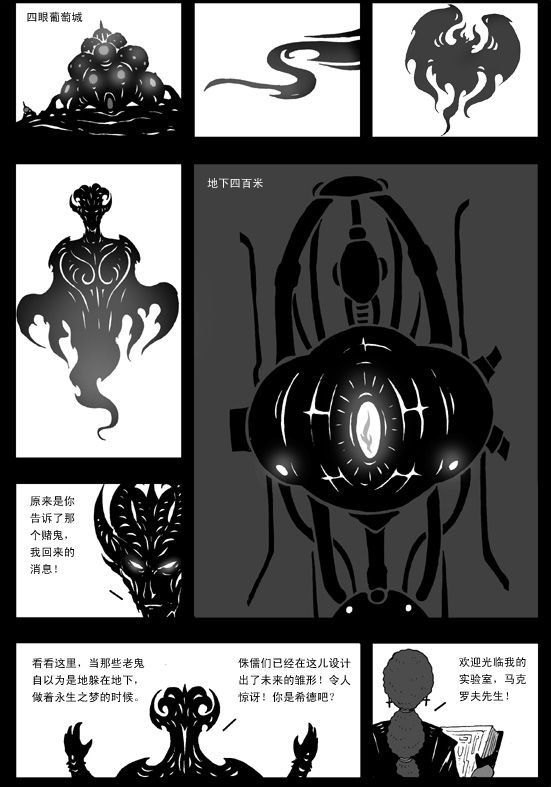 四眼葡萄城
地下四百米
原来是你
告诉了那
个赌鬼，
我回来的
消息！
看看这里，当那些老鬼
自以为是地躲在地下，
做着永生之梦的时候。
侏儒们已经在这儿设计
出了未来的雏形！令人
惊讶！你是希德吧？
欢迎光临我的
实验室，马克
罗夫先生！